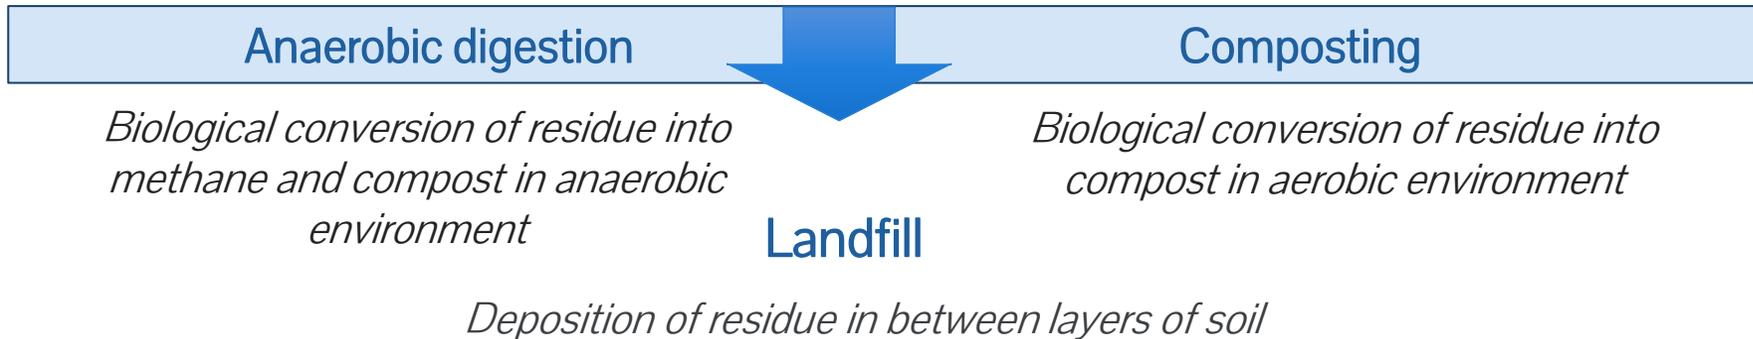 Anaerobic digestion
Composting
Biological conversion of residue into
methane and compost in anaerobic
environment
Biological conversion of residue into
compost in aerobic environment
Landfill
Deposition of residue in between layers of soil